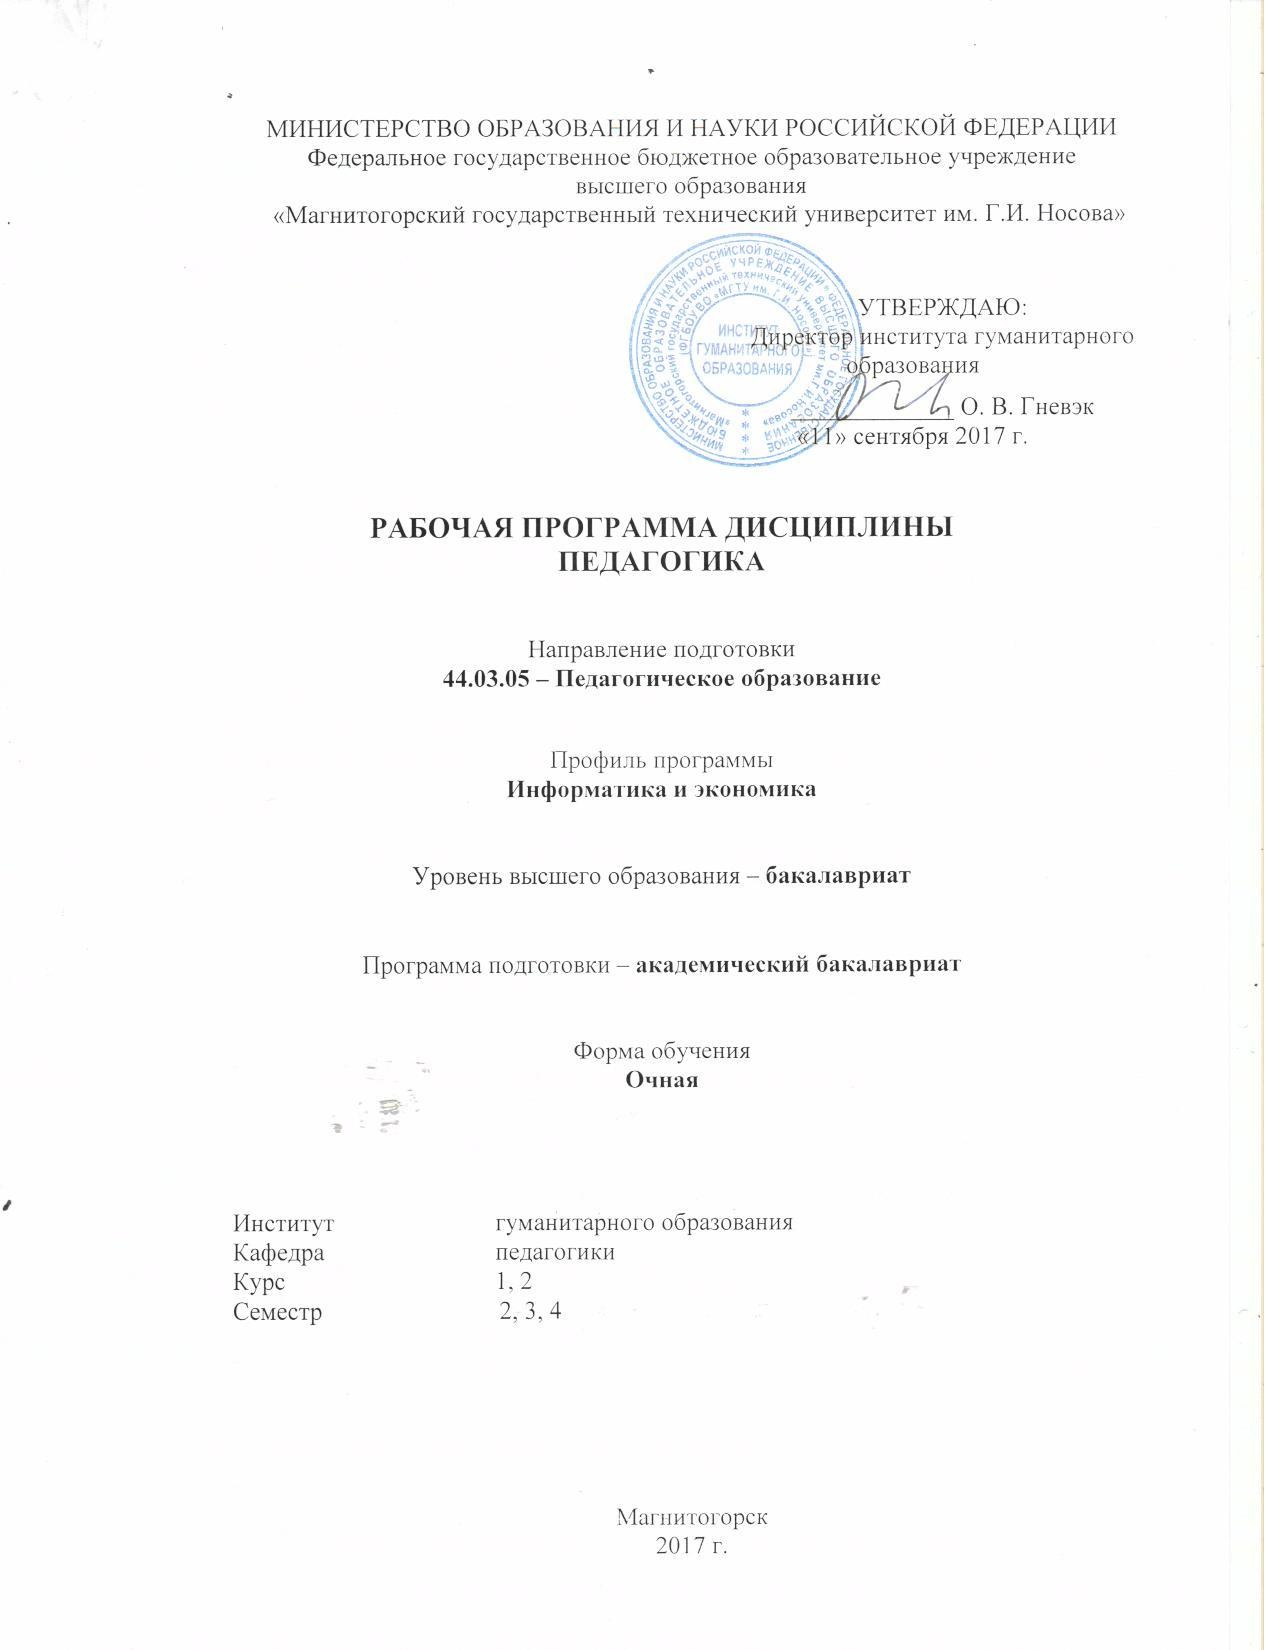 МИНИСТЕРСТВО ОБРАЗОВАНИЯ И НАУКИ РОССИЙСКОЙ ФЕДЕРАЦИИ
Федеральное государственное бюджетное образовательное учреждение
высшего образования
«Магнитогорский государственный технический университет им. Г.И. Носова»
ИНСТИТУТ
ГУМАНИТАРНОГО
ОБРАЗОВАНИЯ
УТВЕРЖДАЮ:
Директор института гуманитарного
образования
О. В. Гневэк
«11» сентября 2017 г.
РАБОЧАЯ ПРОГРАММА ДИСЦИПЛИНЫ
ПЕДАГОГИКА
Направление подготовки
44.03.05 – Педагогическое образование
Профиль программы
Информатика и экономика
Уровень высшего образования – бакалавриат
Программа подготовки – академический бакалавриат
Форма обучения
Очная
Институт гуманитарного образования
Кафедра педагогики
Курс 1, 2
Семестр 2, 3, 4
Магнитогорск
2017 г.